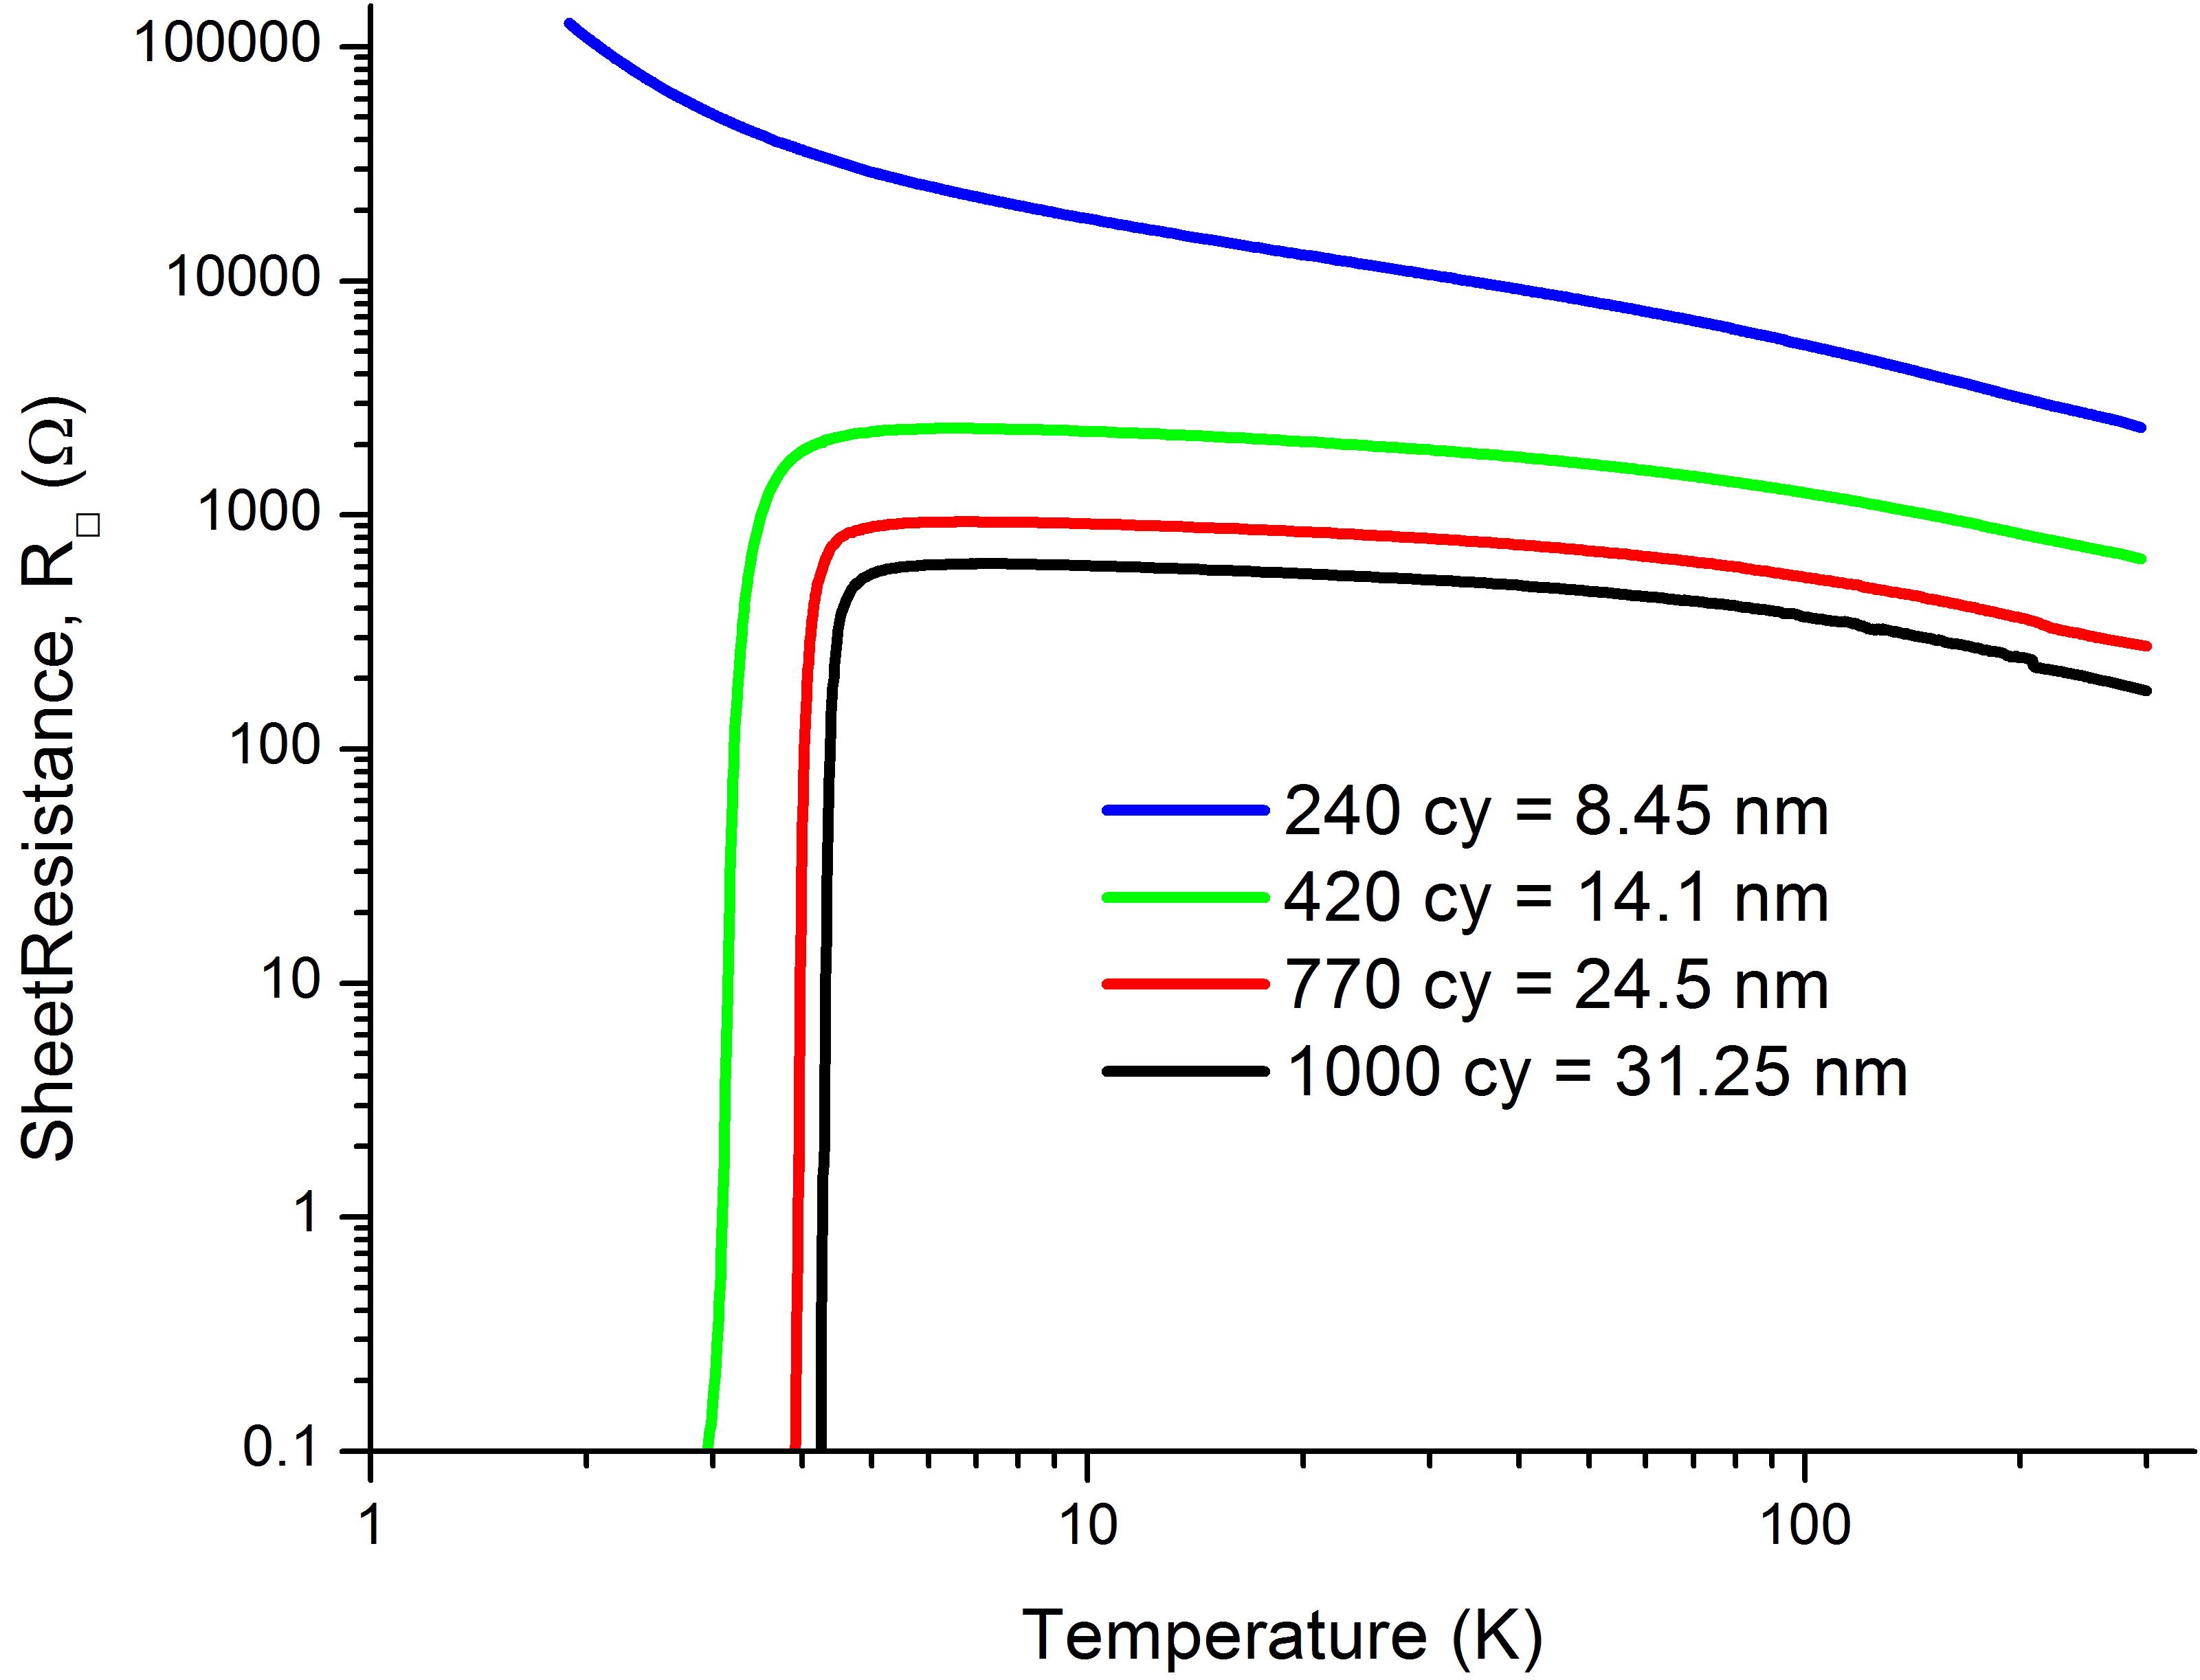 100000
10000
1000
100
10
1
0.1
SheetResistance, R□ (Ω)
240 cy = 8.45 nm
420 cy = 14.1 nm
770 cy = 24.5 nm
1000 cy = 31.25 nm
1
10
100
Temperature (K)